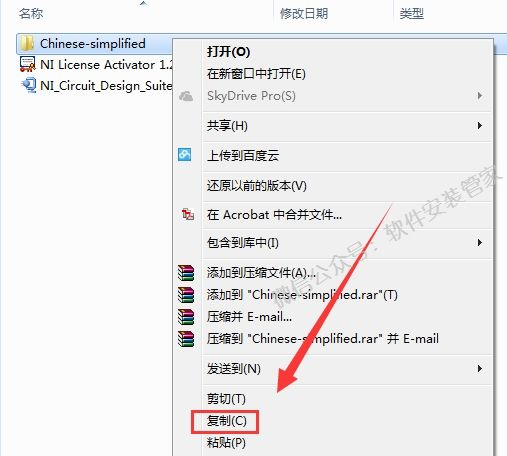 名称 修改日期 类型
Chinese-simplified
NI License Activator 1.2
NI_Circuit_Design_Suite
打开(O)
在新窗口中打开(E)
SkyDrive Pro(S)
共享(H)
上传到百度云
还原以前的版本(V)
在 Acrobat 中合并文件...
包含到库中(I)
添加到压缩文件(A)...
添加到 "Chinese-simplified.rar"(T)
压缩并 E-mail...
压缩到 "Chinese-simplified.rar" 并 E-mail
发送到(N)
剪切(T)
复制(C)
粘贴(P)
微信公众号：软件安装管家